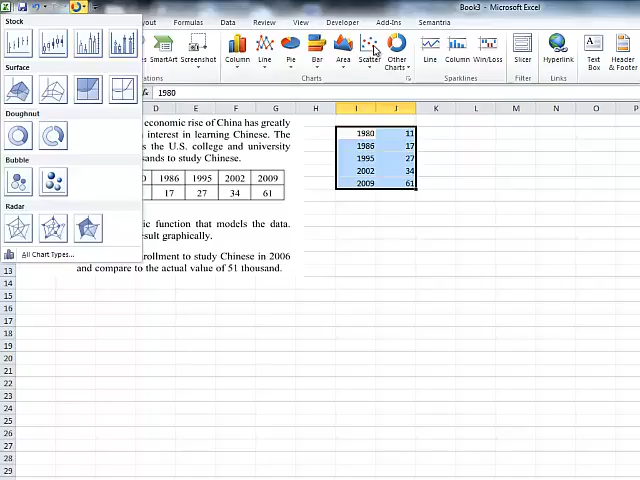 Book3 - Microsoft Excel
Formulas Data Review View Developer Add-Ins Semantria
SmartArt Screenshot Column Line Pie Bar Area Scatter Other Charts Line Column Win/Loss Slicer Hyperlink Text Box Header & Footer
Charts Sparklines Filter Links
Stock
Surface
Doughnut
Bubble
Radar
All Chart Types...
1980
D E F G H I J K L M N O P
economic rise of China has greatly
interest in learning Chinese. The
the U.S. college and university
to study Chinese.
1986 1995 2002 2009
17 27 34 61
function that models the data.
graphically.
to study Chinese in 2006
and compare to the actual value of 51 thousand.
1980 11
1986 17
1995 27
2002 34
2009 61
13
14
15
16
17
18
19
20
21
22
23
24
25
26
27
28
29